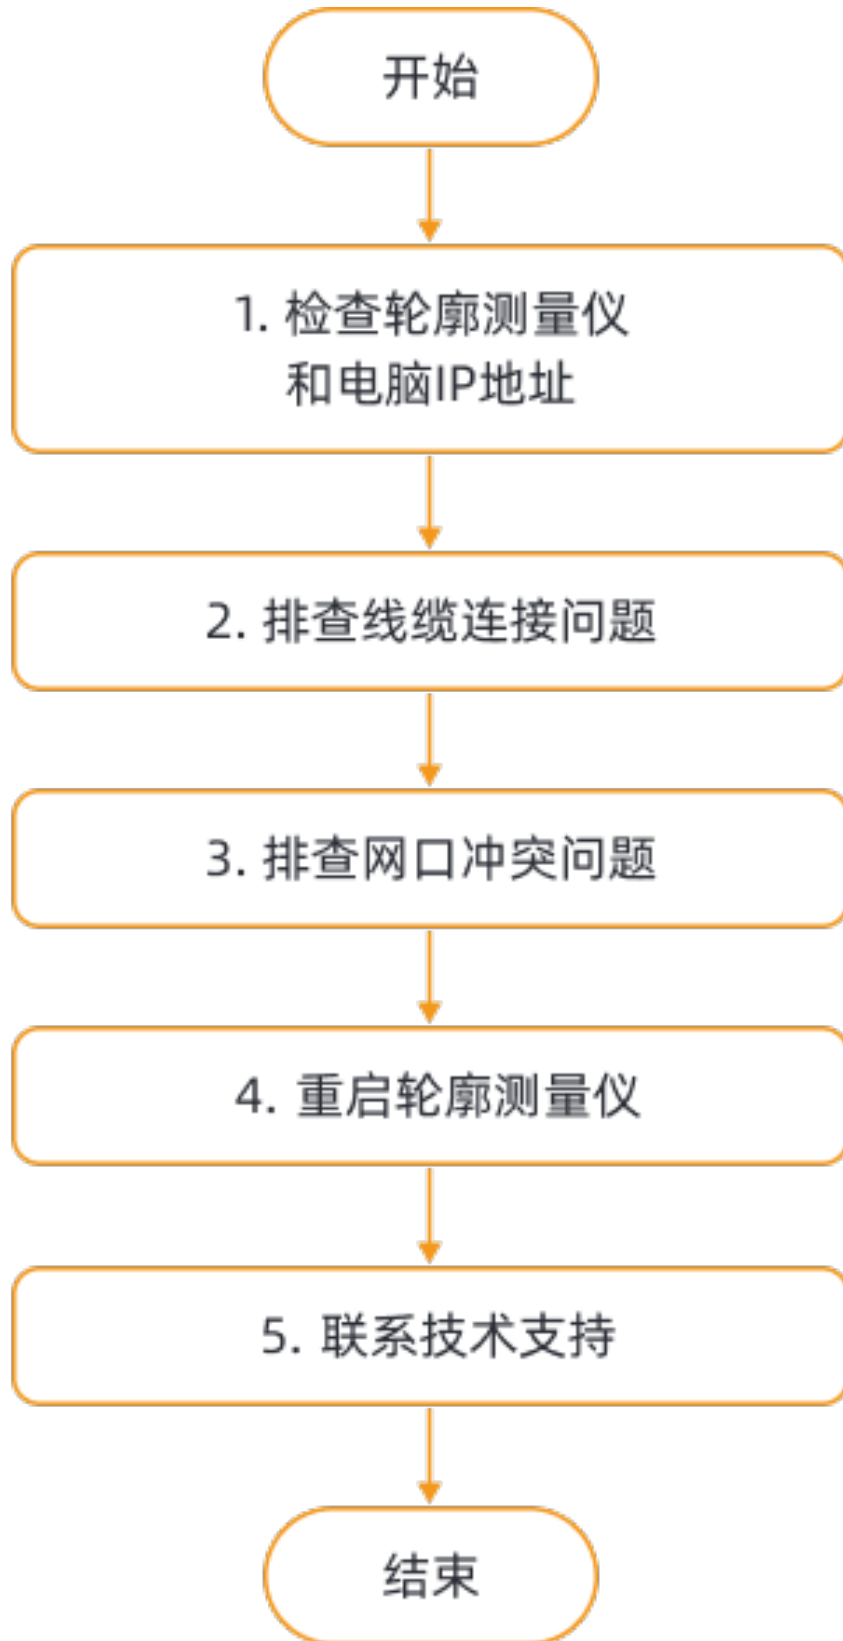 开始
1. 检查轮廓测量仪
和电脑IP地址
2. 排查线缆连接问题
3. 排查网口冲突问题
4. 重启轮廓测量仪
5. 联系技术支持
结束